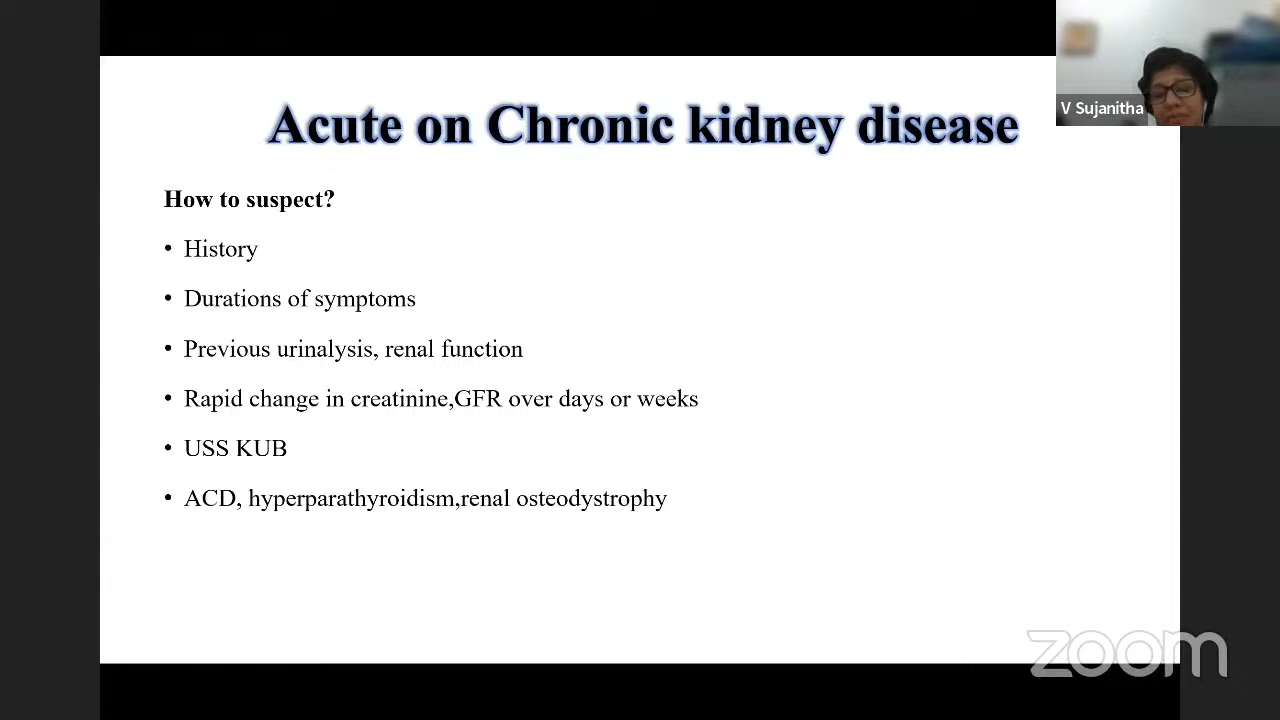 Acute on Chronic kidney disease
V Sujanitha
How to suspect?
• History
• Durations of symptoms
• Previous urinalysis, renal function
• Rapid change in creatinine,GFR over days or weeks
• USS KUB
• ACD, hyperparathyroidism,renal osteodystrophy
zoom